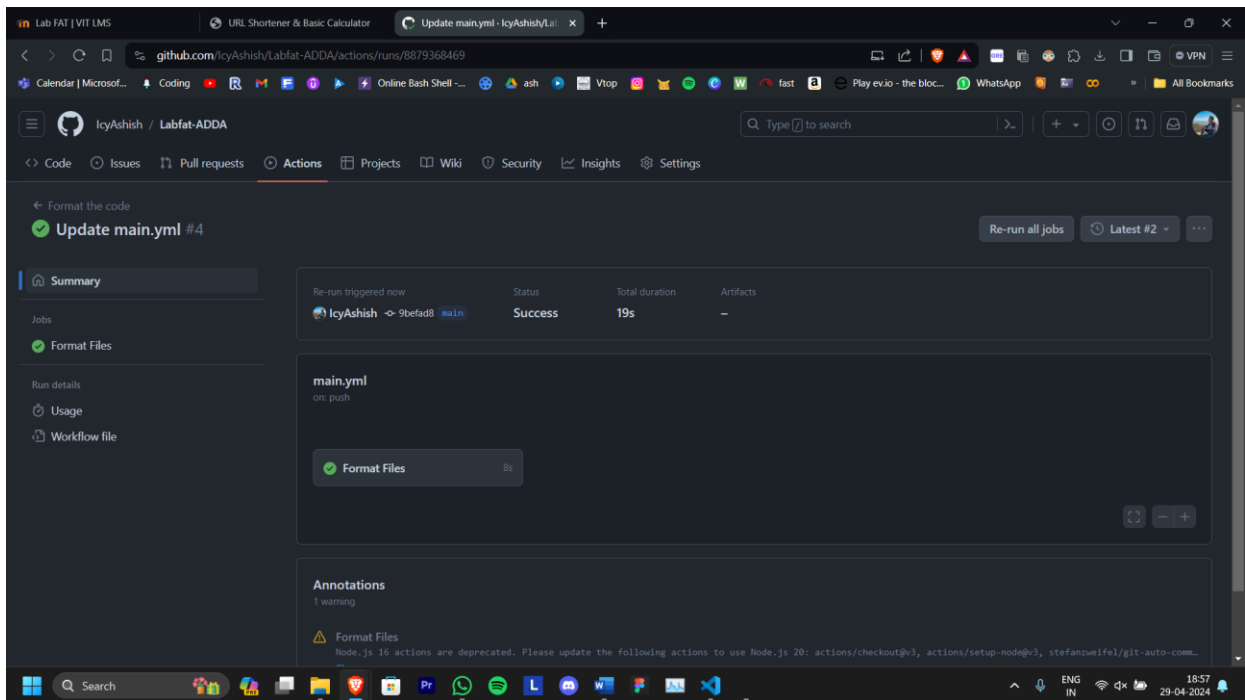 Lab FAT | VIT LMS
URL Shortener & Basic Calculator
Update main.yml · IcyAshish/La
github.com/IcyAshish/Labfat-ADDA/actions/runs/8879368469
VPN
Calendar | Microsof...
Coding
Online Bash Shell -...
ash
Vtop
fast
Play ev.io - the bloc...
WhatsApp
All Bookmarks
IcyAshish / Labfat-ADDA
Type / to search
Code
Issues
Pull requests
Actions
Projects
Wiki
Security
Insights
Settings
← Format the code
Update main.yml #4
Re-run all jobs
Latest #2
Summary
Jobs
Format Files
Run details
Usage
Workflow file
Re-run triggered now
Status
Total duration
Artifacts
IcyAshish 9befad8 main
Success
19s
–
main.yml
on: push
Format Files 8s
Annotations
1 warning
Format Files
Node.js 16 actions are deprecated. Please update the following actions to use Node.js 20: actions/checkout@v3, actions/setup-node@v3, stefanzweifel/git-auto-comm…
Search
Pr
L
ENG
IN
18:57
29-04-2024